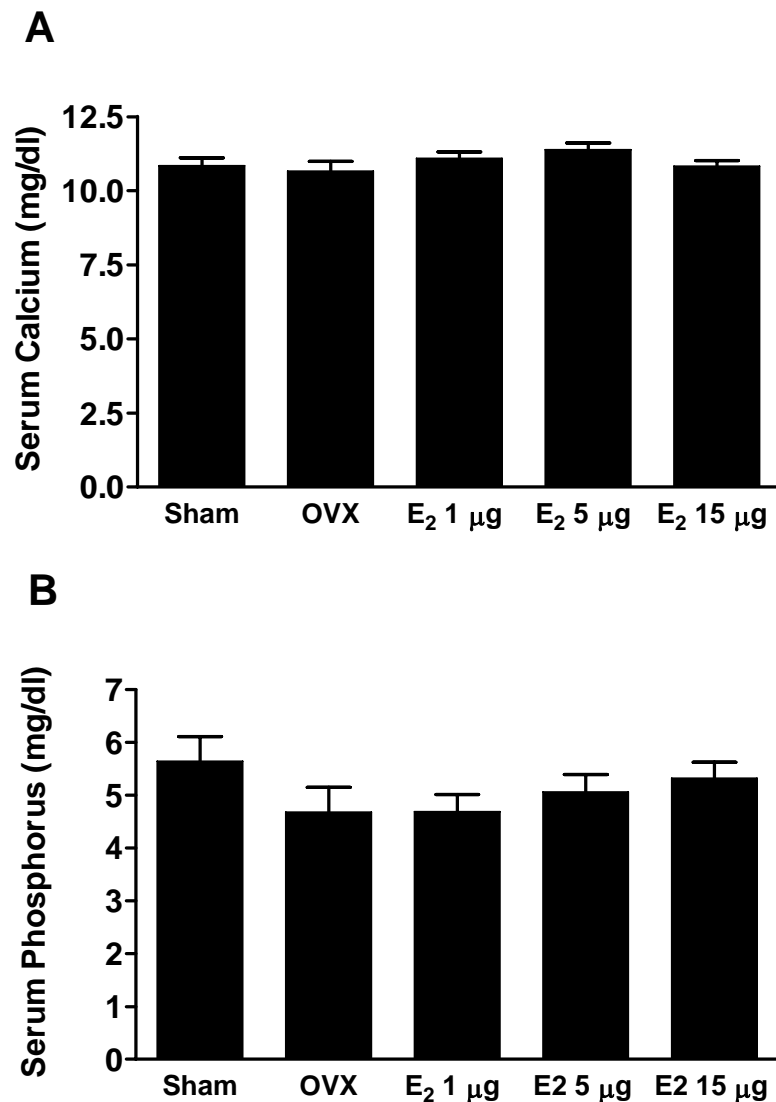 A
Serum Calcium (mg/dl)
12.5
10.0
7.5
5.0
2.5
0.0
Sham OVX E₂ 1 μg E₂ 5 μg E₂ 15 μg
B
Serum Phosphorus (mg/dl)
7
6
5
4
3
2
1
0
Sham OVX E₂ 1 μg E2 5 μg E2 15 μg